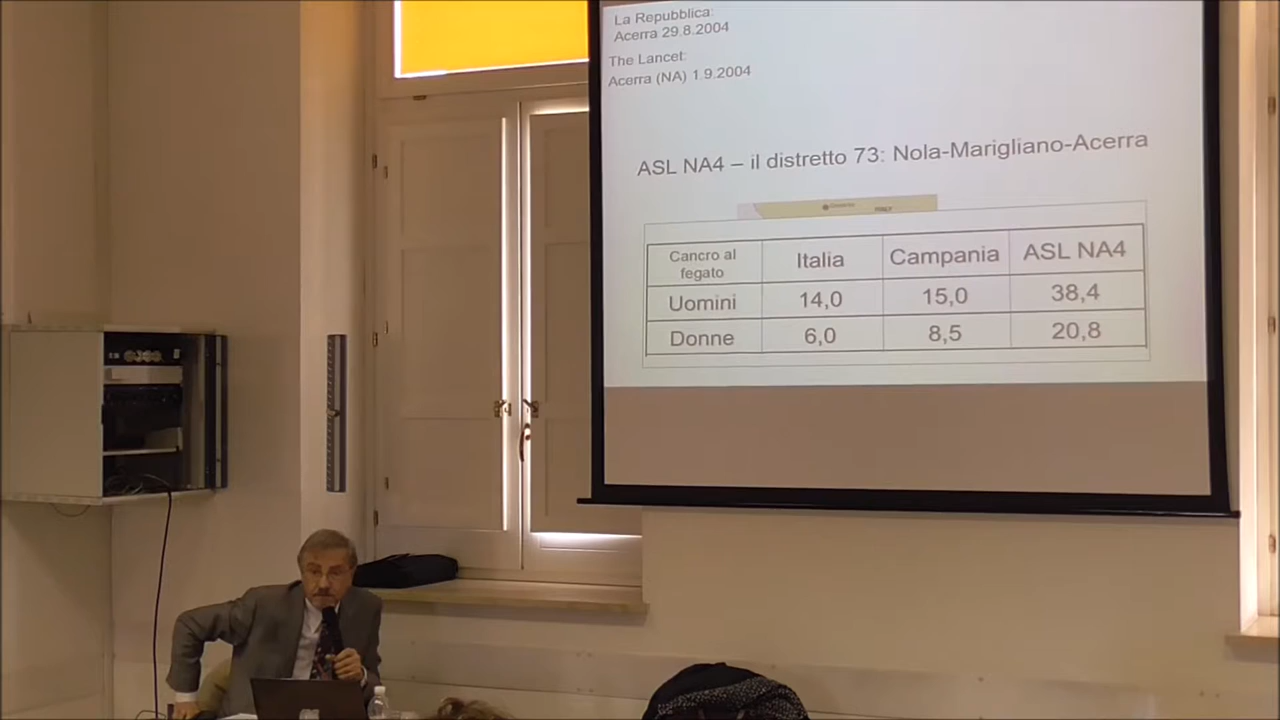 La Repubblica:
Acerra 29.8.2004
The Lancet:
Acerra (NA) 1.9.2004
ASL NA4 – il distretto 73: Nola-Marigliano-Acerra
Cancro al fegato Italia Campania ASL NA4
Uomini 14,0 15,0 38,4
Donne 6,0 8,5 20,8